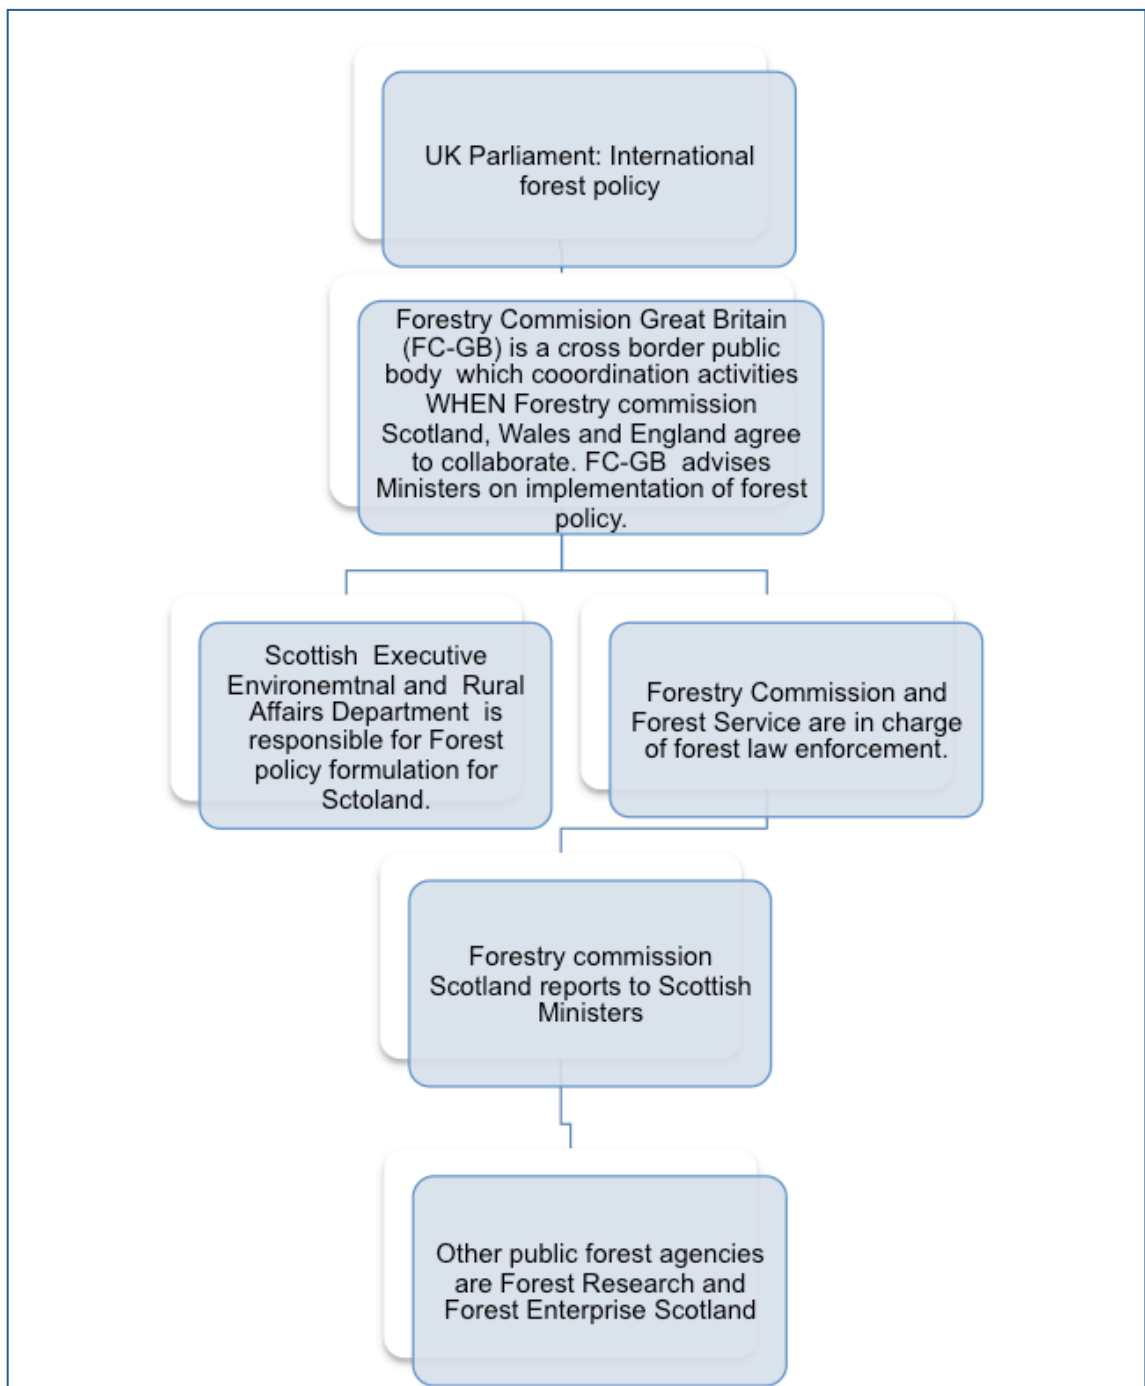 UK Parliament: International
forest policy
Forestry Commision Great Britain
(FC-GB) is a cross border public
body which cooordination activities
WHEN Forestry commission
Scotland, Wales and England agree
to collaborate. FC-GB advises
Ministers on implementation of forest
policy.
Scottish Executive
Environemtnal and Rural
Affairs Department is
responsible for Forest
policy formulation for
Sctoland.
Forestry Commission and
Forest Service are in charge
of forest law enforcement.
Forestry commission
Scotland reports to Scottish
Ministers
Other public forest agencies
are Forest Research and
Forest Enterprise Scotland